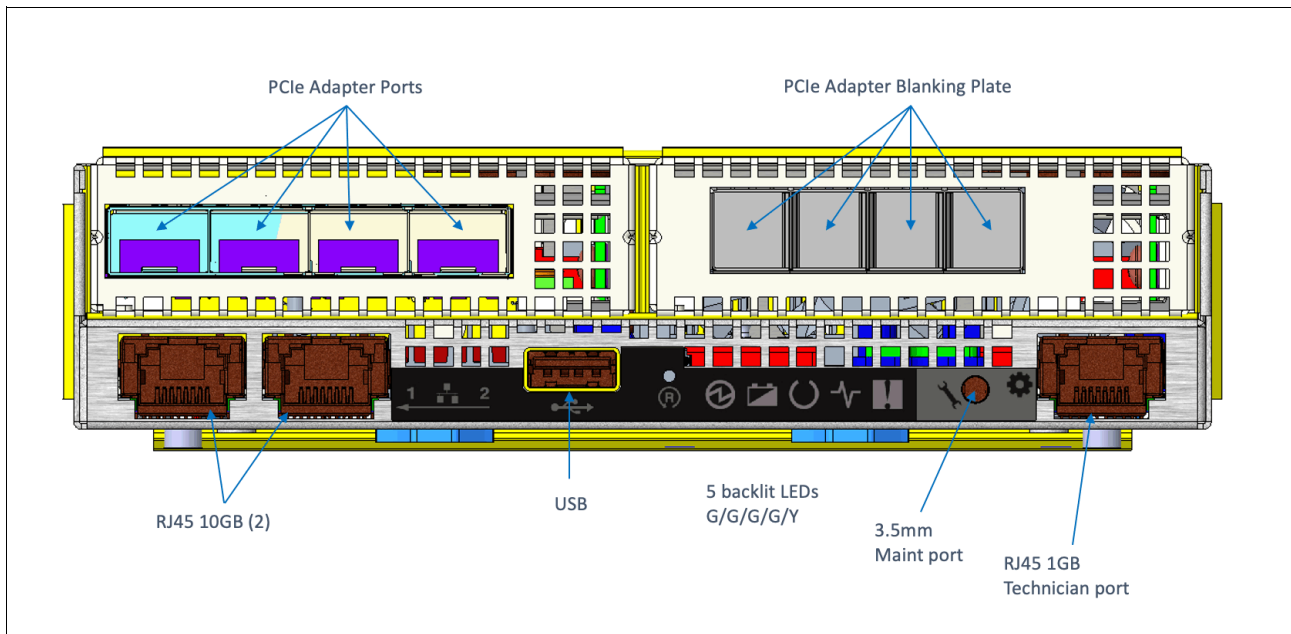 PCIe Adapter Ports
PCIe Adapter Blanking Plate
1
2
R
RJ45 10GB (2)
USB
5 backlit LEDs
G/G/G/G/Y
3.5mm
Maint port
RJ45 1GB
Technician port